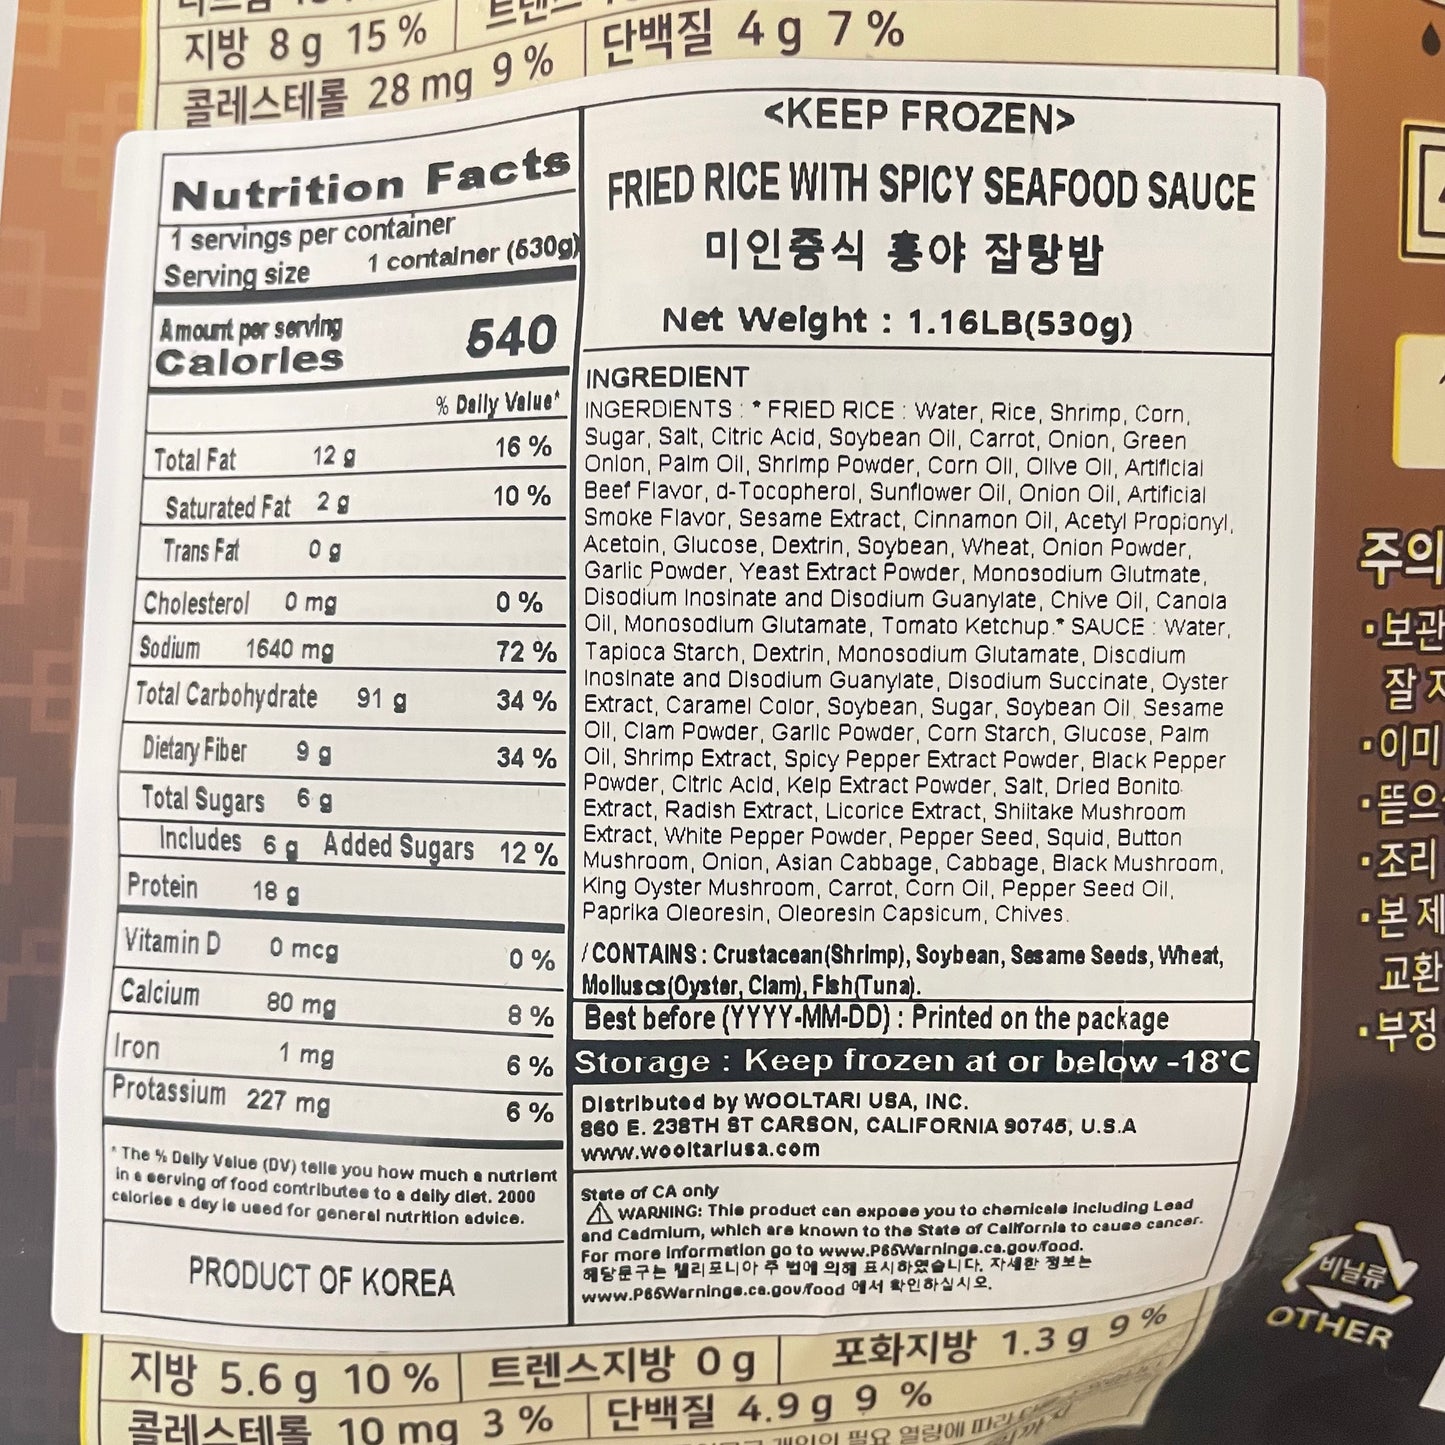 지방 8 g 15 %
콜레스테롤 28 mg 9 %
단백질 4 g 7 %
Nutrition Facts
1 servings per container
Serving size 1 container (530g)
Amount per serving
Calories 540
% Daily Value*
Total Fat 12 g 16 %
Saturated Fat 2 g 10 %
Trans Fat 0 g
Cholesterol 0 mg 0 %
Sodium 1640 mg 72 %
Total Carbohydrate 91 g 34 %
Dietary Fiber 9 g 34 %
Total Sugars 6 g
Includes 6 g Added Sugars 12 %
Protein 18 g
Vitamin D 0 mcg 0 %
Calcium 80 mg 8 %
Iron 1 mg 6 %
Protassium 227 mg 6 %
* The % Daily Value (DV) tells you how much a nutrient
in a serving of food contributes to a daily diet. 2000
calories a day is used for general nutrition advice.
PRODUCT OF KOREA
<KEEP FROZEN>
FRIED RICE WITH SPICY SEAFOOD SAUCE
미인증식 홍야 잡탕밥
Net Weight : 1.16LB(530g)
INGREDIENT
INGERDIENTS : * FRIED RICE : Water, Rice, Shrimp, Corn,
Sugar, Salt, Citric Acid, Soybean Oil, Carrot, Onion, Green
Onion, Palm Oil, Shrimp Powder, Corn Oil, Olive Oil, Artificial
Beef Flavor, d-Tocopherol, Sunflower Oil, Onion Oil, Artificial
Smoke Flavor, Sesame Extract, Cinnamon Oil, Acetyl Propionyl,
Acetoin, Glucose, Dextrin, Soybean, Wheat, Onion Powder,
Garlic Powder, Yeast Extract Powder, Monosodium Glutmate,
Disodium Inosinate and Disodium Guanylate, Chive Oil, Canola
Oil, Monosodium Glutamate, Tomato Ketchup.* SAUCE : Water,
Tapioca Starch, Dextrin, Monosodium Glutamate, Disodium
Inosinate and Disodium Guanylate, Disodium Succinate, Oyster
Extract, Caramel Color, Soybean, Sugar, Soybean Oil, Sesame
Oil, Clam Powder, Garlic Powder, Corn Starch, Glucose, Palm
Oil, Shrimp Extract, Spicy Pepper Extract Powder, Black Pepper
Powder, Citric Acid, Kelp Extract Powder, Salt, Dried Bonito
Extract, Radish Extract, Licorice Extract, Shiitake Mushroom
Extract, White Pepper Powder, Pepper Seed, Squid, Button
Mushroom, Onion, Asian Cabbage, Cabbage, Black Mushroom,
King Oyster Mushroom, Carrot, Corn Oil, Pepper Seed Oil,
Paprika Oleoresin, Oleoresin Capsicum, Chives.
/ CONTAINS : Crustacean(Shrimp), Soybean, Sesame Seeds, Wheat,
Molluscs(Oyster, Clam), Fish(Tuna).
Best before (YYYY-MM-DD) : Printed on the package
Storage : Keep frozen at or below -18'C
Distributed by WOOLTARI USA, INC.
860 E. 238TH ST CARSON, CALIFORNIA 90745, U.S.A
www.wooltariusa.com
State of CA only
WARNING: This product can expose you to chemicals including Lead
and Cadmium, which are known to the State of California to cause cancer.
For more information go to www.P65Warnings.ca.gov/food.
해당문구는 캘리포니아 주 법에 의해 표시하였습니다. 자세한 정보는
www.P65Warnings.ca.gov/food 에서 확인하십시오.
주의
·보관
잘
·이미
·뜯으
·조리
·본 제
교환
·부정
비닐류
OTHER
지방 5.6 g 10 % 트렌스지방 0 g 포화지방 1.3 g 9 %
콜레스테롤 10 mg 3 % 단백질 4.9 g 9 %
필요 열량에 따라